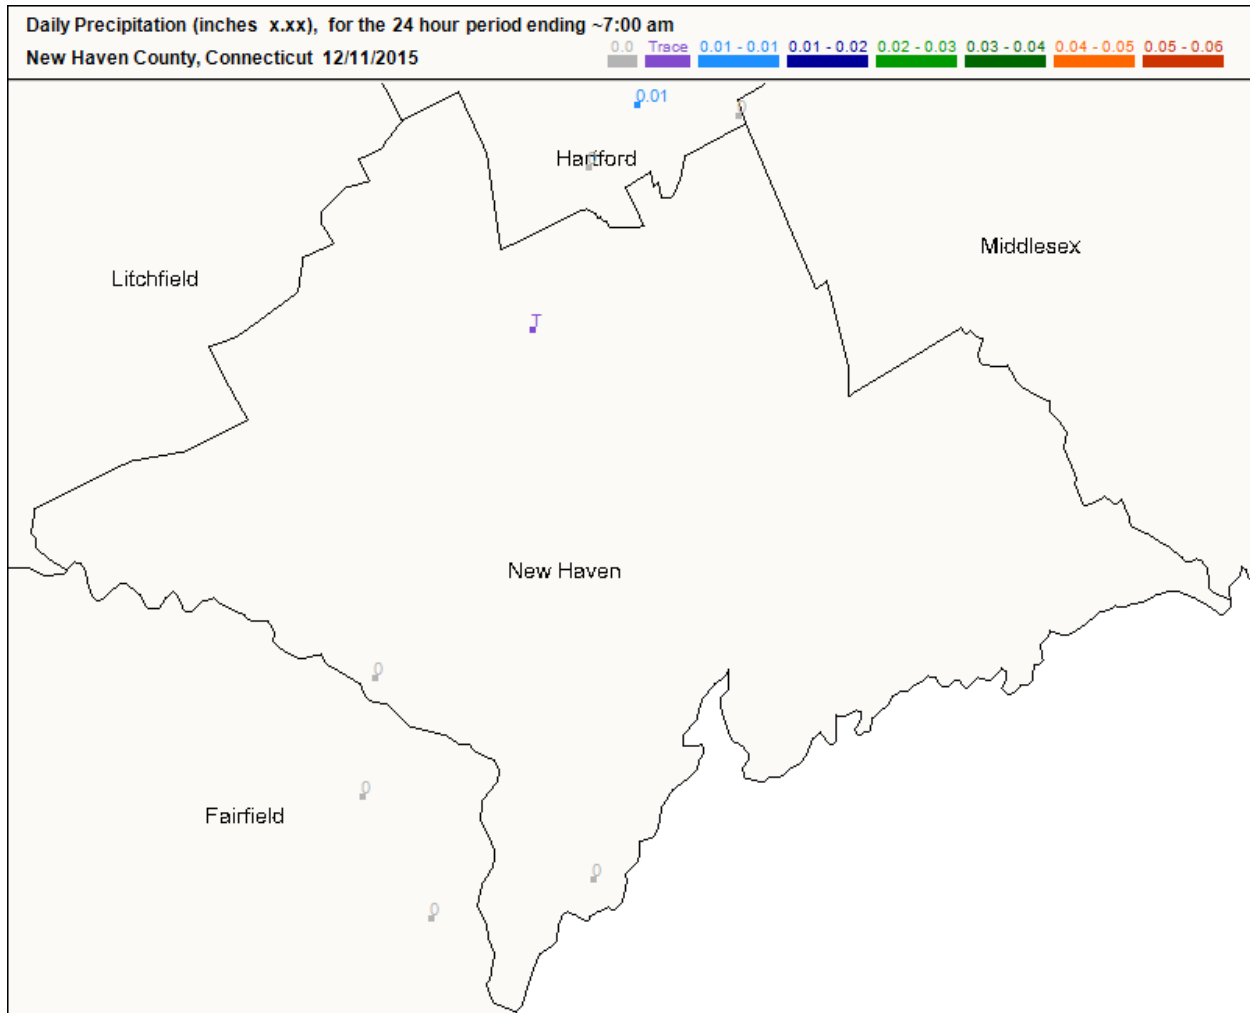 Daily Precipitation (inches x.xx), for the 24 hour period ending ~7:00 am
New Haven County, Connecticut 12/11/2015
0.0 Trace 0.01 - 0.01 0.01 - 0.02 0.02 - 0.03 0.03 - 0.04 0.04 - 0.05 0.05 - 0.06
0.01
0
0
Hartford
Middlesex
Litchfield
T
New Haven
0
0
Fairfield
0
0